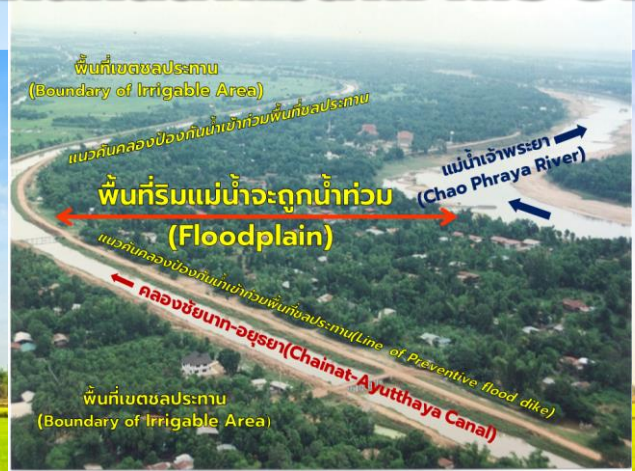 พื้นที่เขตชลประทาน
(Boundary of Irrigable Area)
แนวคันคลองป้องกันน้ำเข้าท่วมพื้นที่ชลประทาน
แม่น้ำเจ้าพระยา
(Chao Phraya River)
พื้นที่ริมแม่น้ำจะถูกน้ำท่วม
(Floodplain)
แนวคันคลองป้องกันน้ำเข้าท่วมพื้นที่ชลประทาน(Line of Preventive flood dike)
คลองชัยนาท-อยุธยา(Chainat-Ayutthaya Canal)
พื้นที่เขตชลประทาน
(Boundary of Irrigable Area)